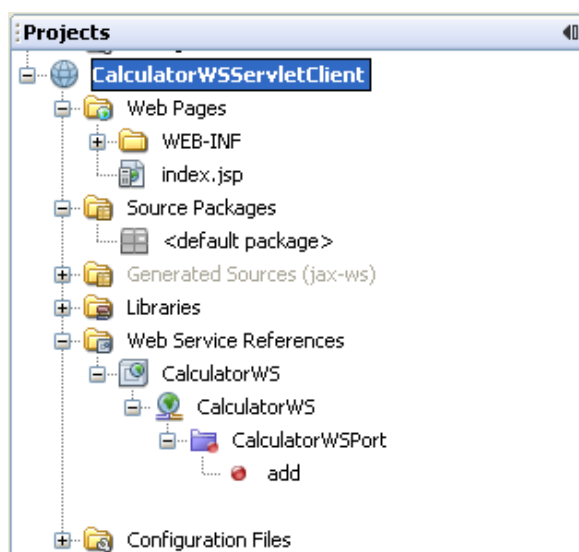 Projects
CalculatorWSServletClient
Web Pages
WEB-INF
index.jsp
Source Packages
<default package>
Generated Sources (jax-ws)
Libraries
Web Service References
CalculatorWS
CalculatorWS
CalculatorWSPort
add
Configuration Files